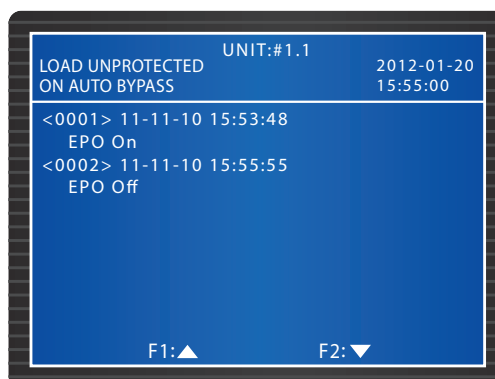 UNIT:#1.1
LOAD UNPROTECTED 2012-01-20
ON AUTO BYPASS 15:55:00
<0001> 11-11-10 15:53:48
EPO On
<0002> 11-11-10 15:55:55
EPO Off
F1:▲ F2:▼